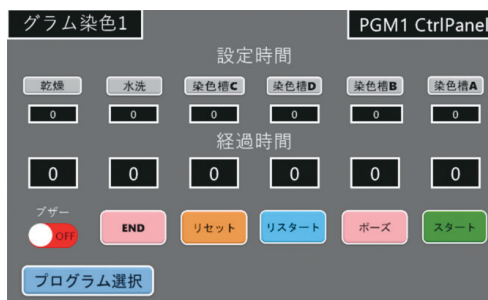 グラム染色1 PGM1 CtrlPanel
設定時間
乾燥 水洗 染色槽C 染色槽D 染色槽B 染色槽A
0 0 0 0 0 0
経過時間
0 0 0 0 0 0
ブザー
OFF END リセット リスタート ポーズ スタート
プログラム選択